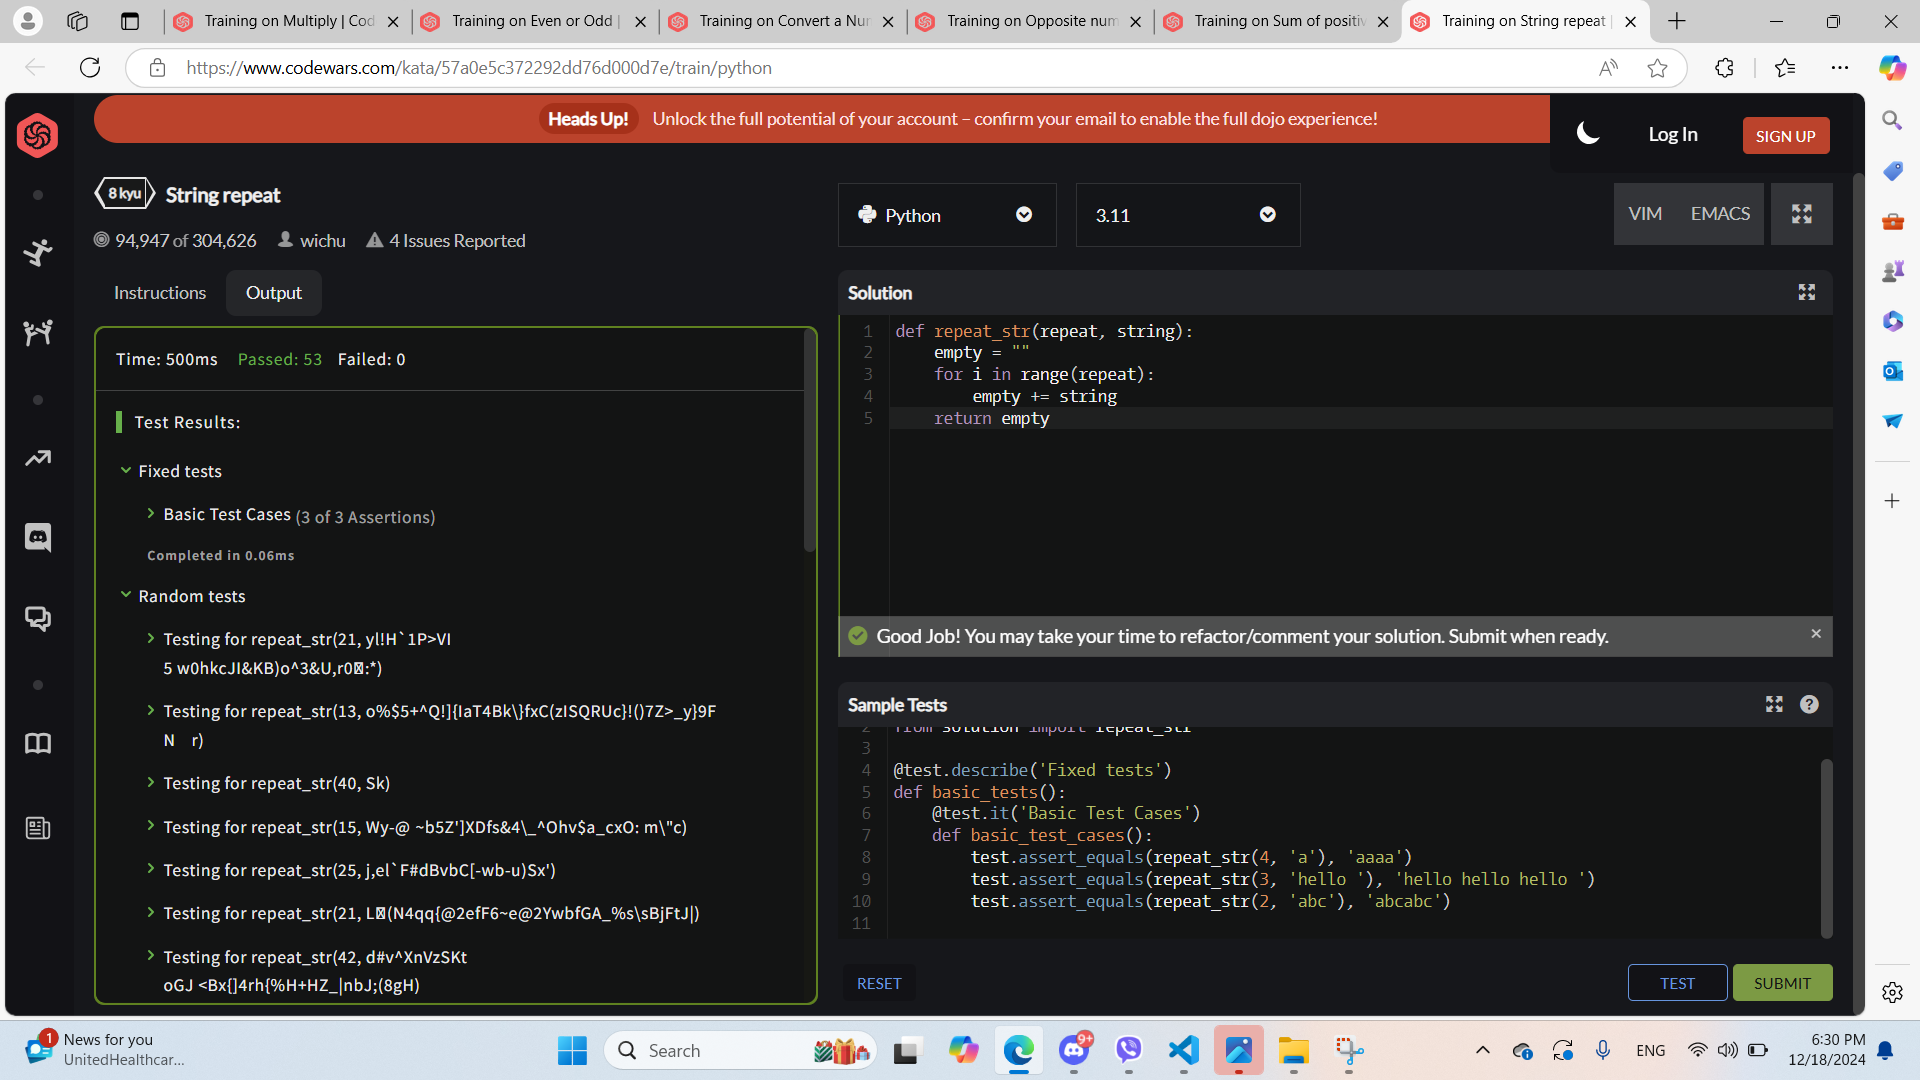 Training on Multiply | Cod
Training on Even or Odd |
Training on Convert a Nur
Training on Opposite num
Training on Sum of positiv
Training on String repeat |
https://www.codewars.com/kata/57a0e5c372292dd76d000d7e/train/python
Heads Up! Unlock the full potential of your account – confirm your email to enable the full dojo experience!
Log In
SIGN UP
8 kyu String repeat
94,947 of 304,626 wichu 4 Issues Reported
Python
3.11
VIM EMACS
Instructions Output
Time: 500ms Passed: 53 Failed: 0
Test Results:
Fixed tests
Basic Test Cases (3 of 3 Assertions)
Completed in 0.06ms
Random tests
Testing for repeat_str(21, yl!H`1P>VI
5 w0hkcJI&KB)o^3&U,r0:*)
Testing for repeat_str(13, o%$5+^Q!]{IaT4Bk\}fxC(zISQRUc}!()7Z>_y}9F
N r)
Testing for repeat_str(40, Sk)
Testing for repeat_str(15, Wy-@ ~b5Z']XDfs&4\_^Ohv$a_cxO: m\"c)
Testing for repeat_str(25, j,el`F#dBvbC[-wb-u)Sx')
Testing for repeat_str(21, L(N4qq{@2efF6~e@2YwbfGA_%s\sBjFtJ|)
Testing for repeat_str(42, d#v^XnVzSKt
oGJ <Bx{]4rh{%H+HZ_|nbJ;(8gH)
Solution
1 def repeat_str(repeat, string):
2 empty = ""
3 for i in range(repeat):
4 empty += string
5 return empty
Good Job! You may take your time to refactor/comment your solution. Submit when ready.
Sample Tests
2 from solution import repeat_str
3
4 @test.describe('Fixed tests')
5 def basic_tests():
6 @test.it('Basic Test Cases')
7 def basic_test_cases():
8 test.assert_equals(repeat_str(4, 'a'), 'aaaa')
9 test.assert_equals(repeat_str(3, 'hello '), 'hello hello hello ')
10 test.assert_equals(repeat_str(2, 'abc'), 'abcabc')
11
RESET
TEST
SUBMIT
1
News for you
UnitedHealthcar...
Search
9+
ENG
6:30 PM
12/18/2024